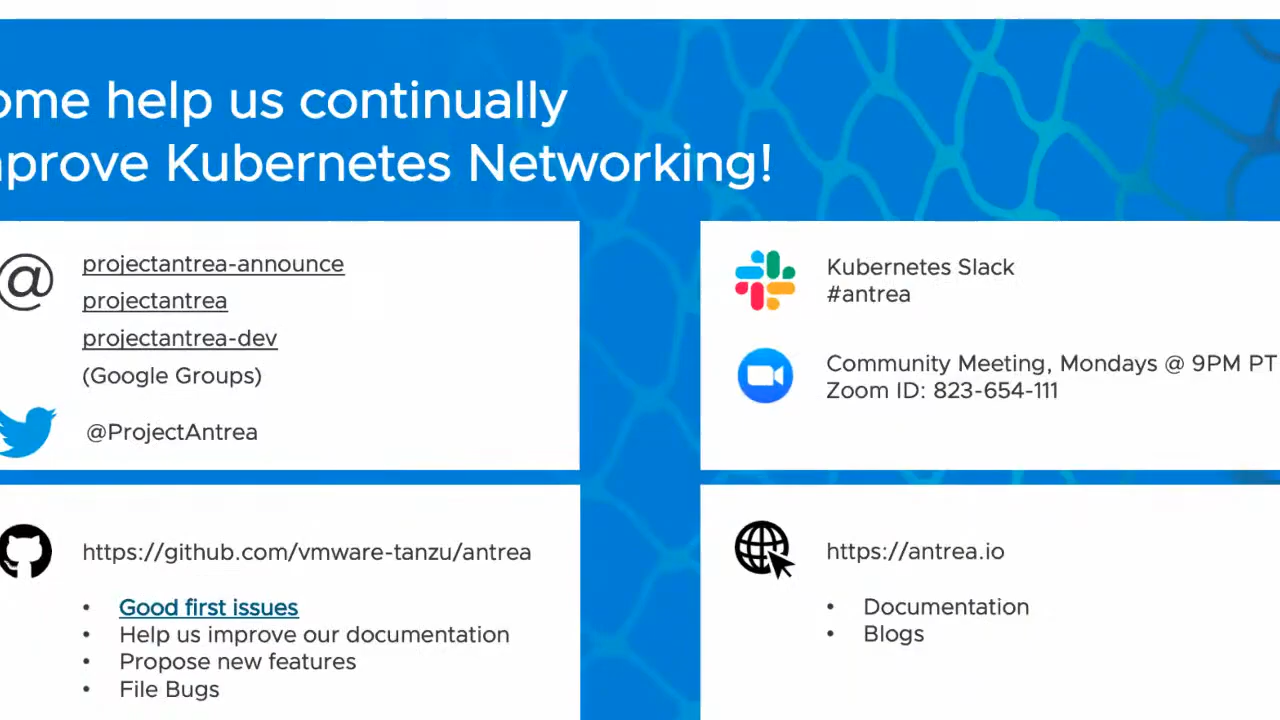 ome help us continually
prove Kubernetes Networking!
@
projectantrea-announce
projectantrea
projectantrea-dev
(Google Groups)
@ProjectAntrea
Kubernetes Slack
#antrea
Community Meeting, Mondays @ 9PM PT
Zoom ID: 823-654-111
https://github.com/vmware-tanzu/antrea
• Good first issues
• Help us improve our documentation
• Propose new features
• File Bugs
https://antrea.io
• Documentation
• Blogs